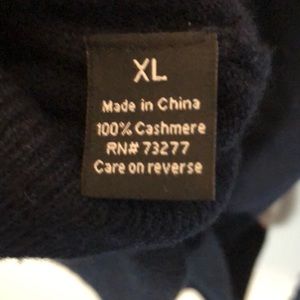 XL
Made in China
100% Cashmere
RN# 73277
Care on reverse